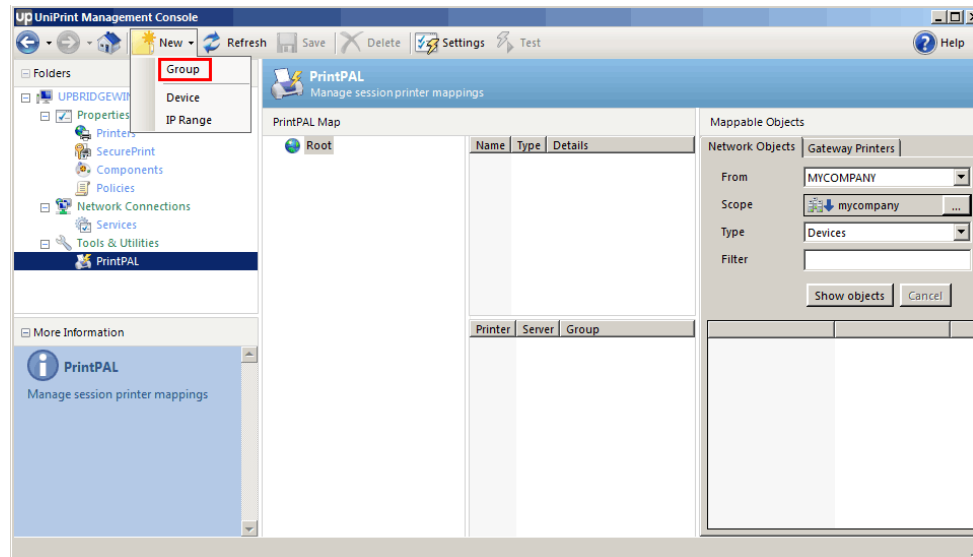 UP UniPrint Management Console
New Refresh Save Delete Settings Test Help
Group
Device
IP Range
Folders
UPBRIDGEWIN
Properties
Printers
SecurePrint
Components
Policies
Network Connections
Services
Tools & Utilities
PrintPAL
More Information
PrintPAL
Manage session printer mappings
PrintPAL
Manage session printer mappings
PrintPAL Map
Root
Name Type Details
Printer Server Group
Mappable Objects
Network Objects Gateway Printers
From MYCOMPANY
Scope mycompany ...
Type Devices
Filter
Show objects Cancel